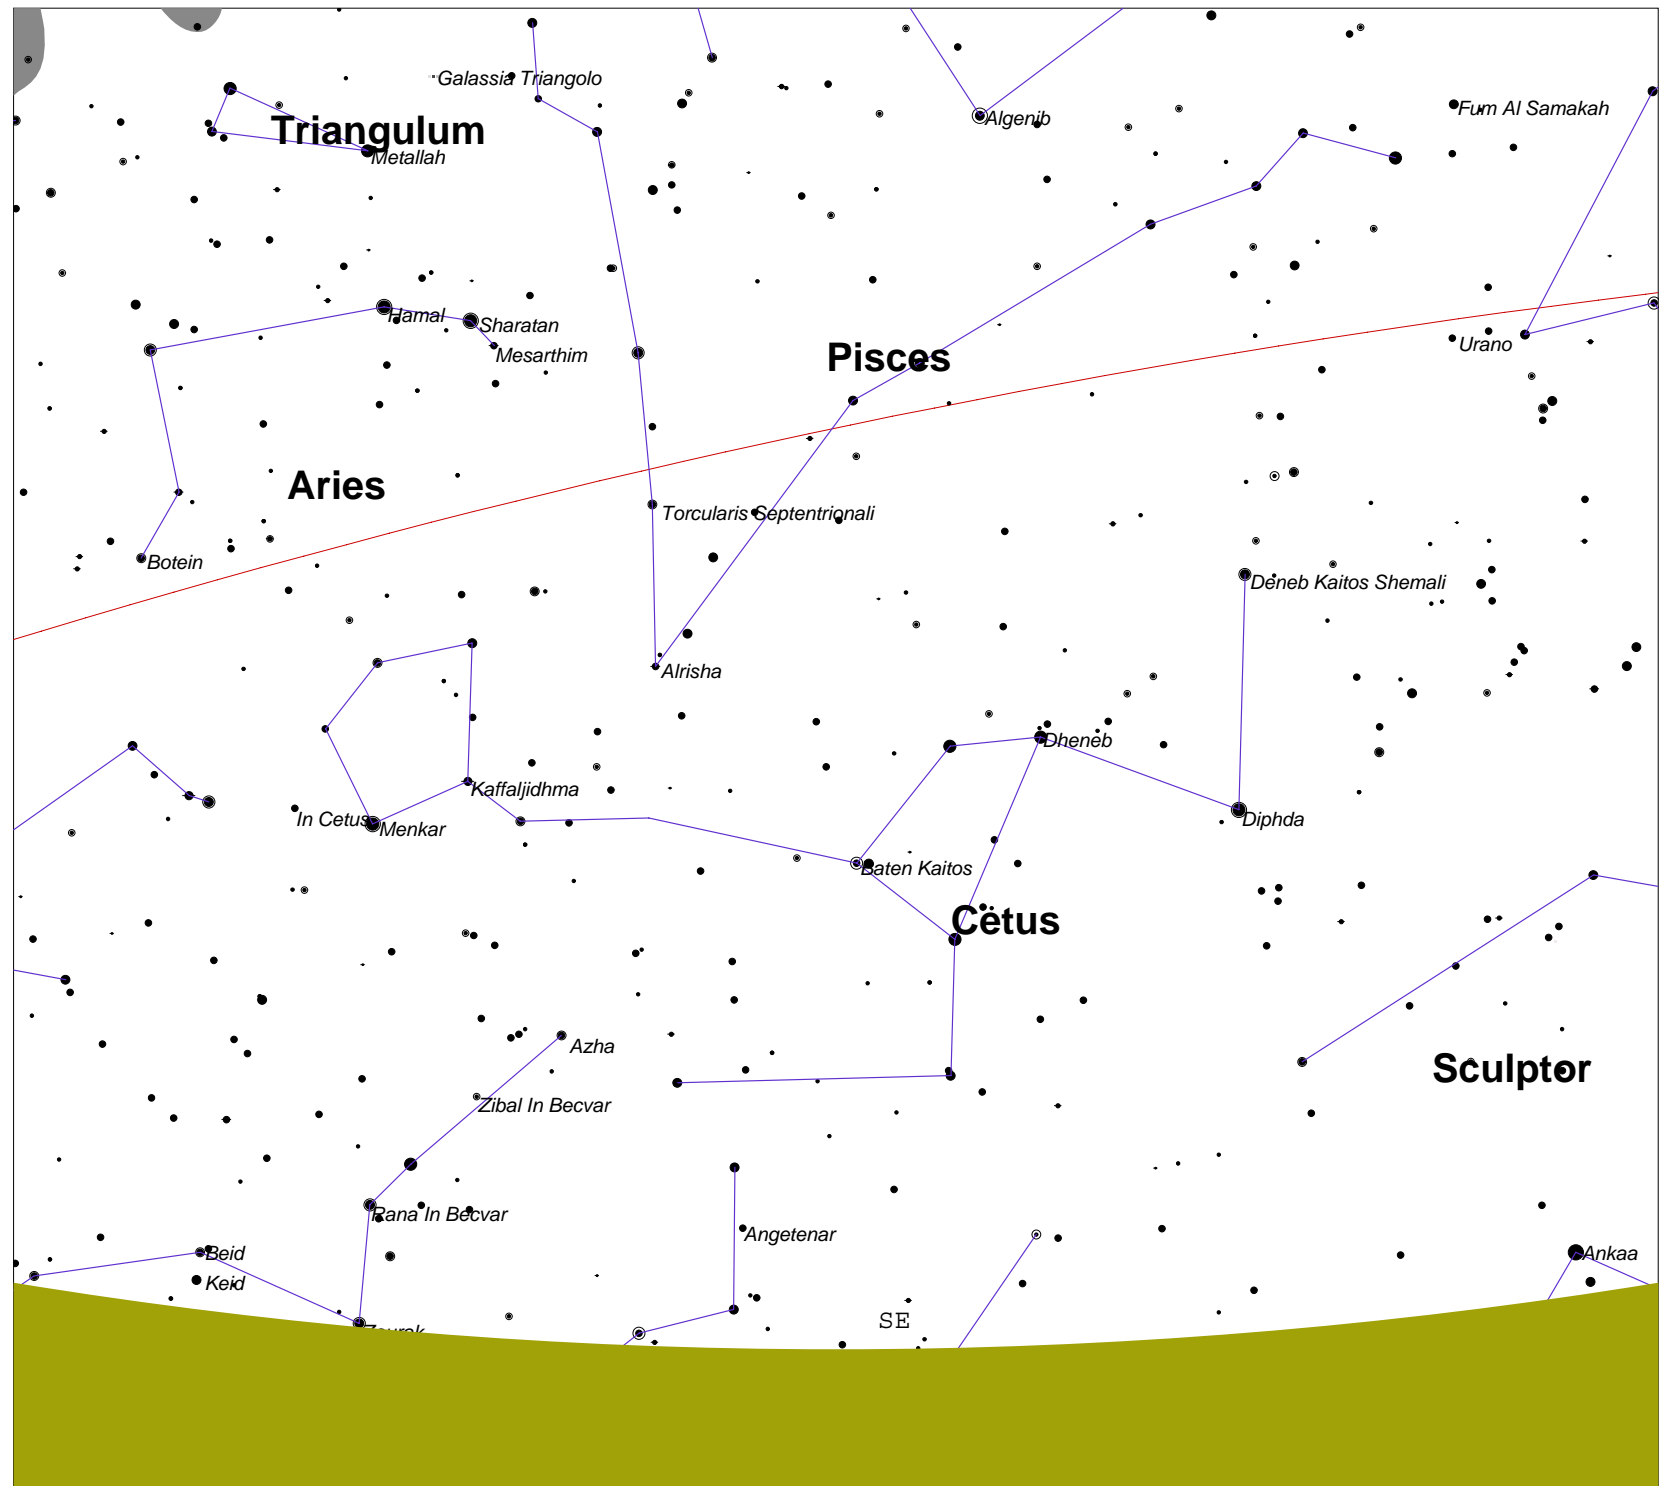 Galassia Triangolo
Fum Al Samakah
Algenib
Triangulum
Metallah
Hamal
Sharatan
Mesarthim
Urano
Pisces
Aries
Torcularis Septentrionali
Botein
Deneb Kaitos Shemali
Alrisha
Dheneb
Kaffaljidhma
In Cetus
Menkar
Diphda
Baten Kaitos
Cetus
Azha
Sculptor
Zibal In Becvar
Rana In Becvar
Angetenar
Beid
Ankaa
Keid
SE